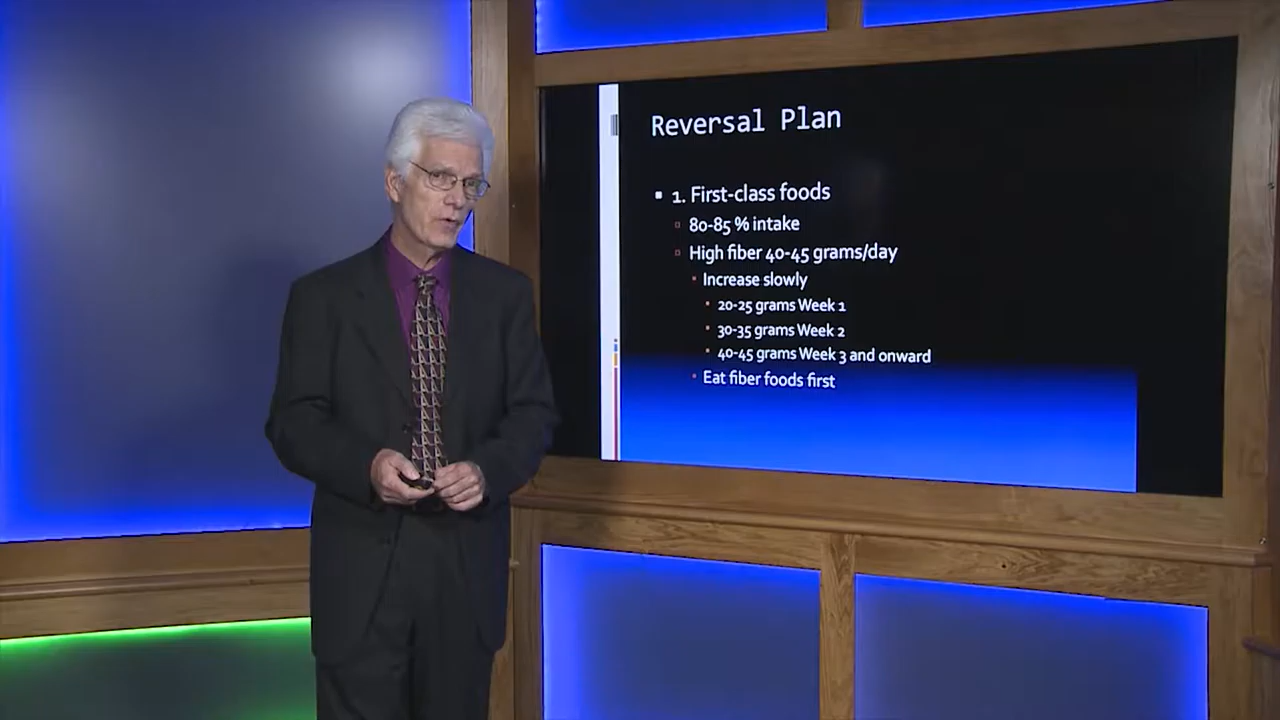 Reversal Plan
1. First-class foods
80-85 % intake
High fiber 40-45 grams/day
Increase slowly
20-25 grams Week 1
30-35 grams Week 2
40-45 grams Week 3 and onward
Eat fiber foods first